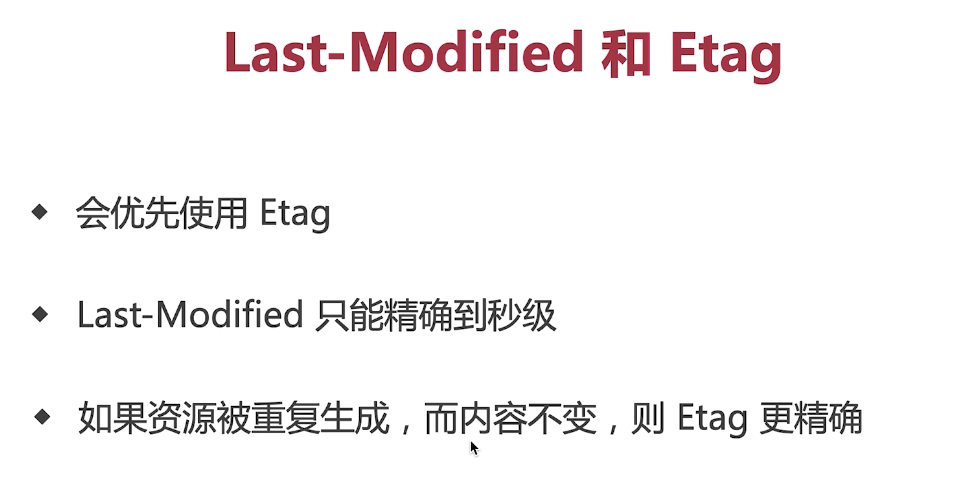 Last-Modified 和 Etag
会优先使用 Etag
Last-Modified 只能精确到秒级
如果资源被重复生成，而内容不变，则 Etag 更精确